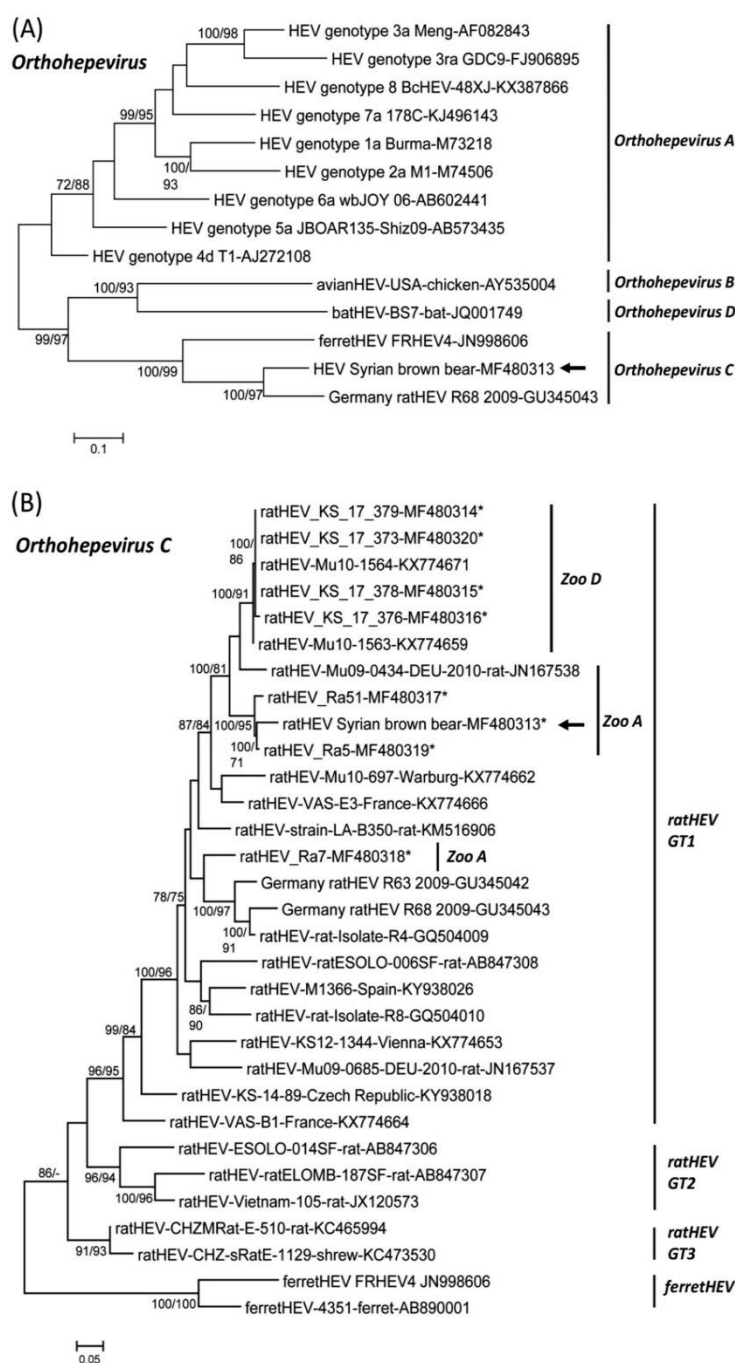 (A)
Orthohepevirus
100/98
HEV genotype 3a Meng-AF082843
HEV genotype 3ra GDC9-FJ906895
HEV genotype 8 BcHEV-48XJ-KX387866
99/95
HEV genotype 7a 178C-KJ496143
HEV genotype 1a Burma-M73218
100/
93
HEV genotype 2a M1-M74506
72/88
HEV genotype 6a wbJOY 06-AB602441
HEV genotype 5a JBOAR135-Shiz09-AB573435
HEV genotype 4d T1-AJ272108
Orthohepevirus A
100/93
avianHEV-USA-chicken-AY535004
Orthohepevirus B
batHEV-BS7-bat-JQ001749
Orthohepevirus D
99/97
ferretHEV FRHEV4-JN998606
100/99
HEV Syrian brown bear-MF480313
100/97
Germany ratHEV R68 2009-GU345043
Orthohepevirus C
0.1
(B)
Orthohepevirus C
ratHEV_KS_17_379-MF480314*
ratHEV_KS_17_373-MF480320*
100/
86
ratHEV-Mu10-1564-KX774671
ratHEV_KS_17_378-MF480315*
100/91
ratHEV_KS_17_376-MF480316*
ratHEV-Mu10-1563-KX774659
Zoo D
100/81
ratHEV-Mu09-0434-DEU-2010-rat-JN167538
ratHEV_Ra51-MF480317*
87/84
100/95
ratHEV Syrian brown bear-MF480313*
Zoo A
100/
71
ratHEV_Ra5-MF480319*
ratHEV-Mu10-697-Warburg-KX774662
ratHEV-VAS-E3-France-KX774666
ratHEV-strain-LA-B350-rat-KM516906
ratHEV
GT1
ratHEV_Ra7-MF480318*
Zoo A
78/75
Germany ratHEV R63 2009-GU345042
100/97
Germany ratHEV R68 2009-GU345043
100/
91
ratHEV-rat-Isolate-R4-GQ504009
ratHEV-ratESOLO-006SF-rat-AB847308
100/96
ratHEV-M1366-Spain-KY938026
86/
90
ratHEV-rat-Isolate-R8-GQ504010
99/84
ratHEV-KS12-1344-Vienna-KX774653
ratHEV-Mu09-0685-DEU-2010-rat-JN167537
96/95
ratHEV-KS-14-89-Czech Republic-KY938018
ratHEV-VAS-B1-France-KX774664
ratHEV-ESOLO-014SF-rat-AB847306
86/-
96/94
ratHEV-ratELOMB-187SF-rat-AB847307
100/96
ratHEV-Vietnam-105-rat-JX120573
ratHEV
GT2
ratHEV-CHZMRat-E-510-rat-KC465994
91/93
ratHEV-CHZ-sRatE-1129-shrew-KC473530
ratHEV
GT3
ferretHEV FRHEV4 JN998606
100/100
ferretHEV-4351-ferret-AB890001
ferretHEV
0.05